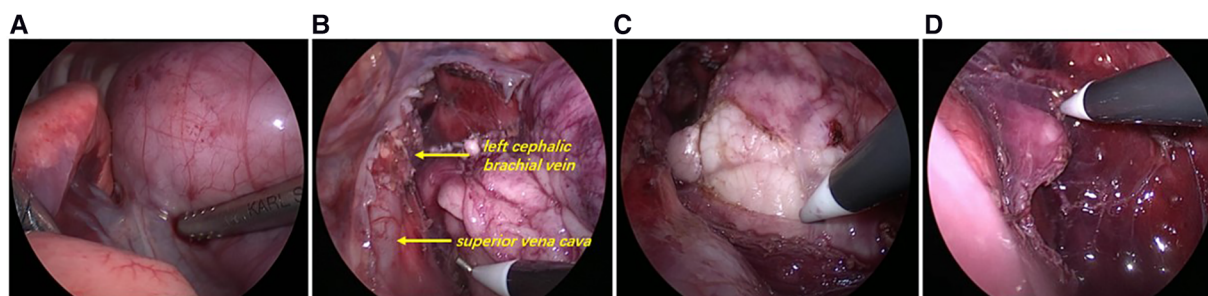 A
B
C
D
KARL S
left cephalic
brachial vein
superior vena cava